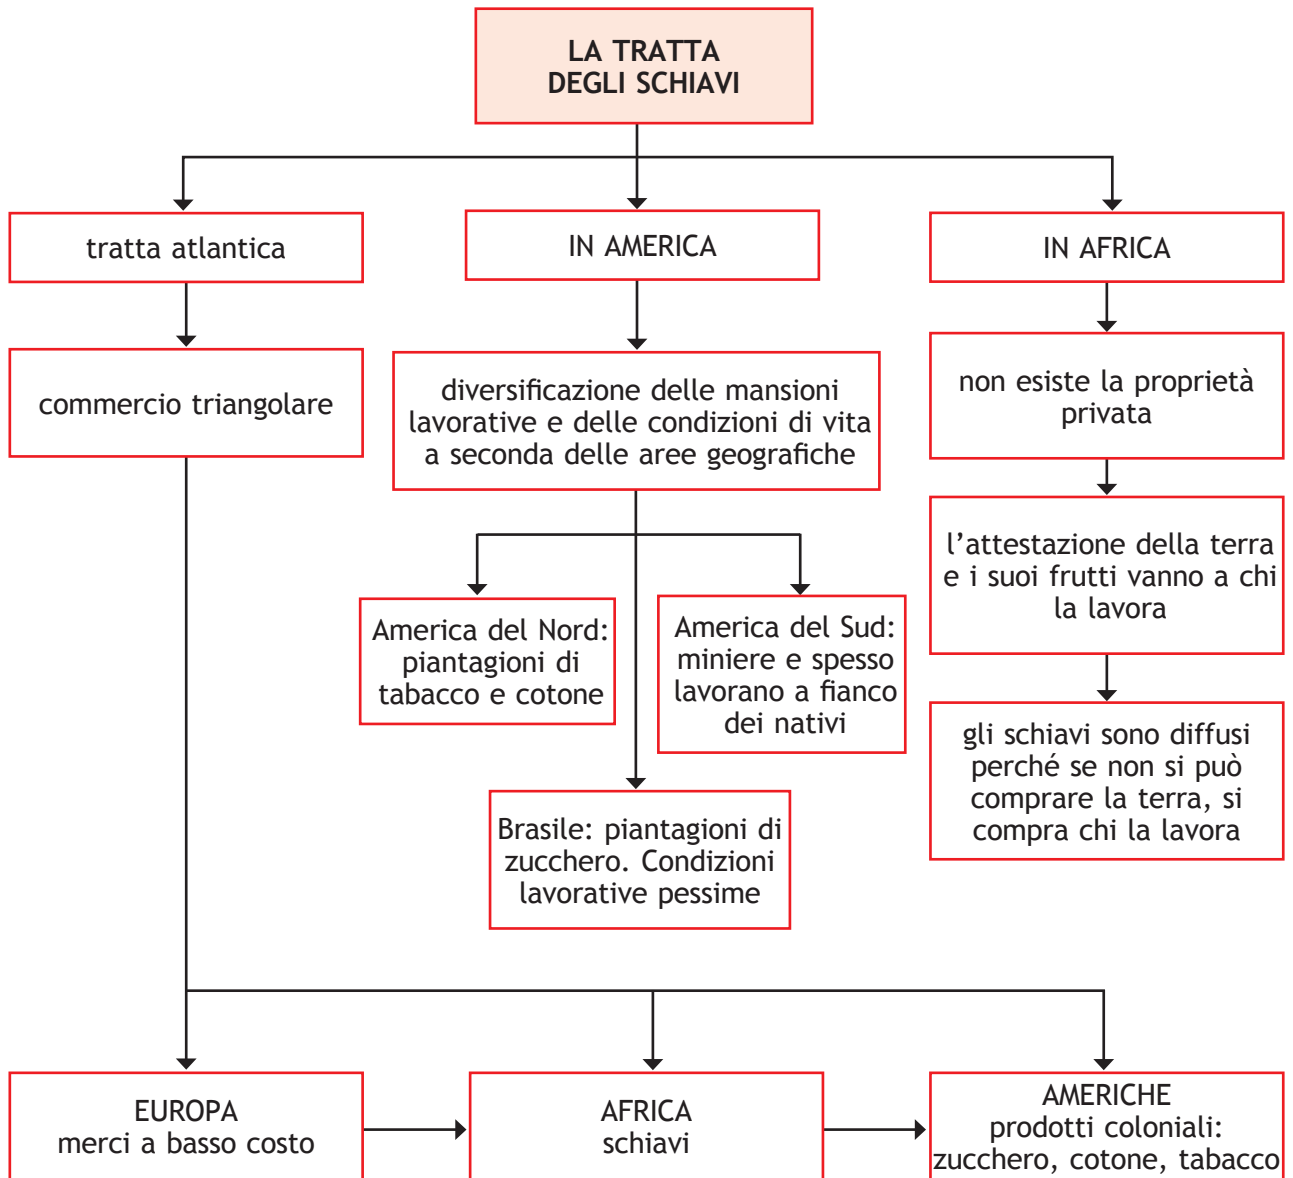 LA TRATTA
DEGLI SCHIAVI
tratta atlantica
commercio triangolare
IN AMERICA
diversificazione delle mansioni
lavorative e delle condizioni di vita
a seconda delle aree geografiche
America del Nord:
piantagioni di
tabacco e cotone
America del Sud:
miniere e spesso
lavorano a fianco
dei nativi
Brasile: piantagioni di
zucchero. Condizioni
lavorative pessime
IN AFRICA
non esiste la proprietà
privata
l’attestazione della terra
e i suoi frutti vanno a chi
la lavora
gli schiavi sono diffusi
perché se non si può
comprare la terra, si
compra chi la lavora
EUROPA
merci a basso costo
AFRICA
schiavi
AMERICHE
prodotti coloniali:
zucchero, cotone, tabacco